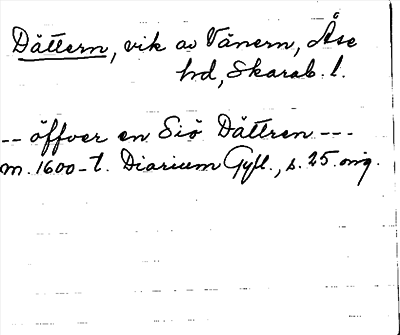 Dättern, vik av Vänern, Åse
hd, Skarab. l.
-- öffver en Siö Dättren ---
m. 1600-t. Diarium Gyll., s. 25. orig.